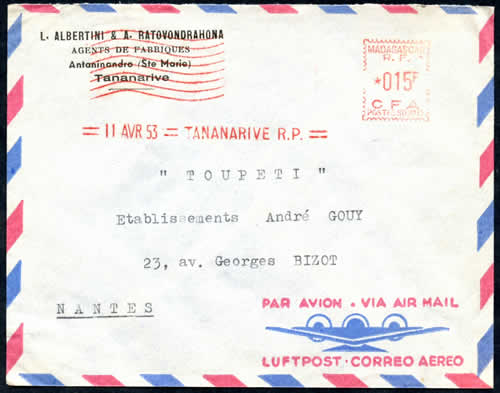 L. ALBERTINI & A. RATOVONDRAHONA
AGENTS DE FABRIQUES
Antaninandro (Ste Marie)
Tananarive
MADAGASCAR
R.F.
*015F
CFA
11 AVR 53 = TANANARIVE R.P. =
" TOUPETI "
Etablissements André GOUY
23, av. Georges BIZOT
NANTES
PAR AVION • VIA AIR MAIL
LUFTPOST • CORREO AEREO